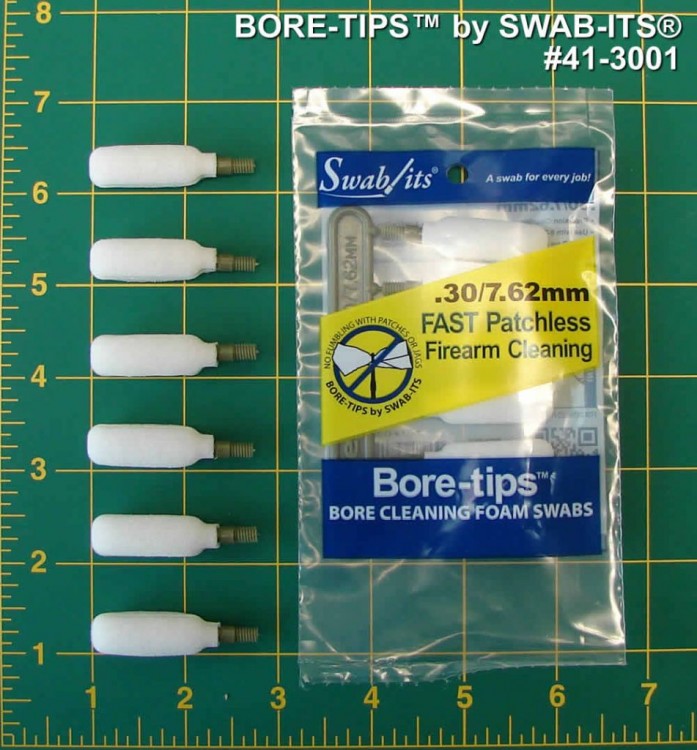 BORE-TIPS™ by SWAB-ITS®
#41-3001
Swab-its®
A swab for every job!
7.62MM
.30/7.62mm
FAST Patchless
Firearm Cleaning
NO FUMBLING WITH PATCHES OR JAGS
BORE-TIPS by SWAB-ITS
Bore-tips™
BORE CLEANING FOAM SWABS
8
7
6
5
4
3
2
1
1 2 3 4 5 6 7